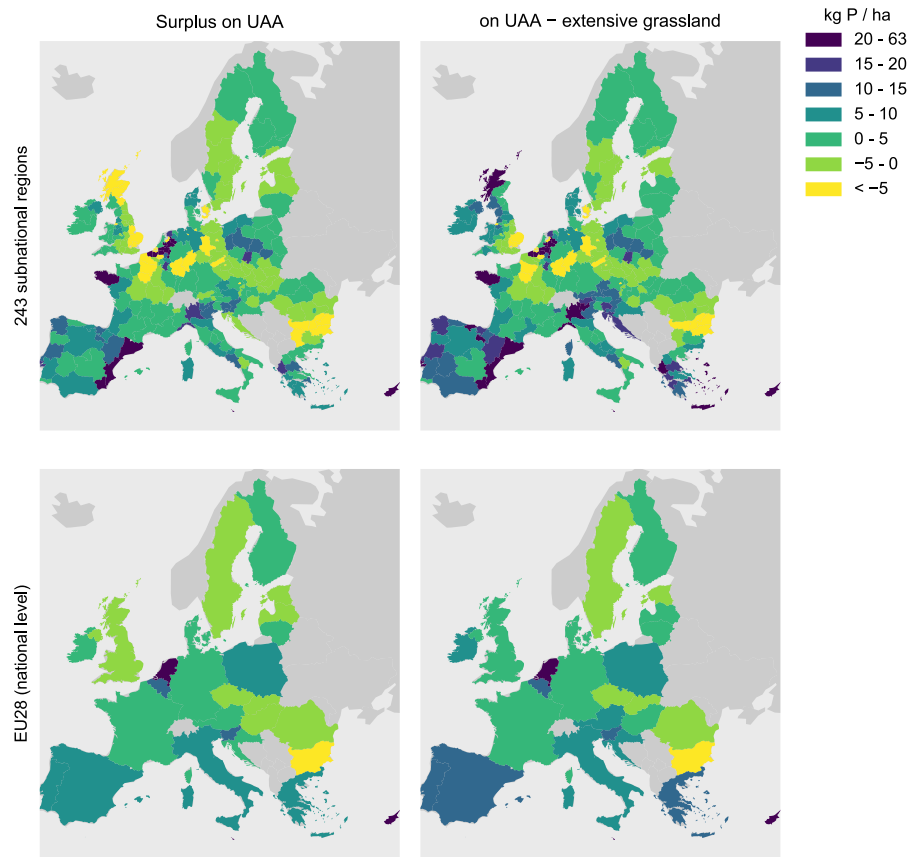 Surplus on UAA
on UAA − extensive grassland
kg P / ha
20 - 63
15 - 20
10 - 15
5 - 10
0 - 5
−5 - 0
< −5
243 subnational regions
EU28 (national level)